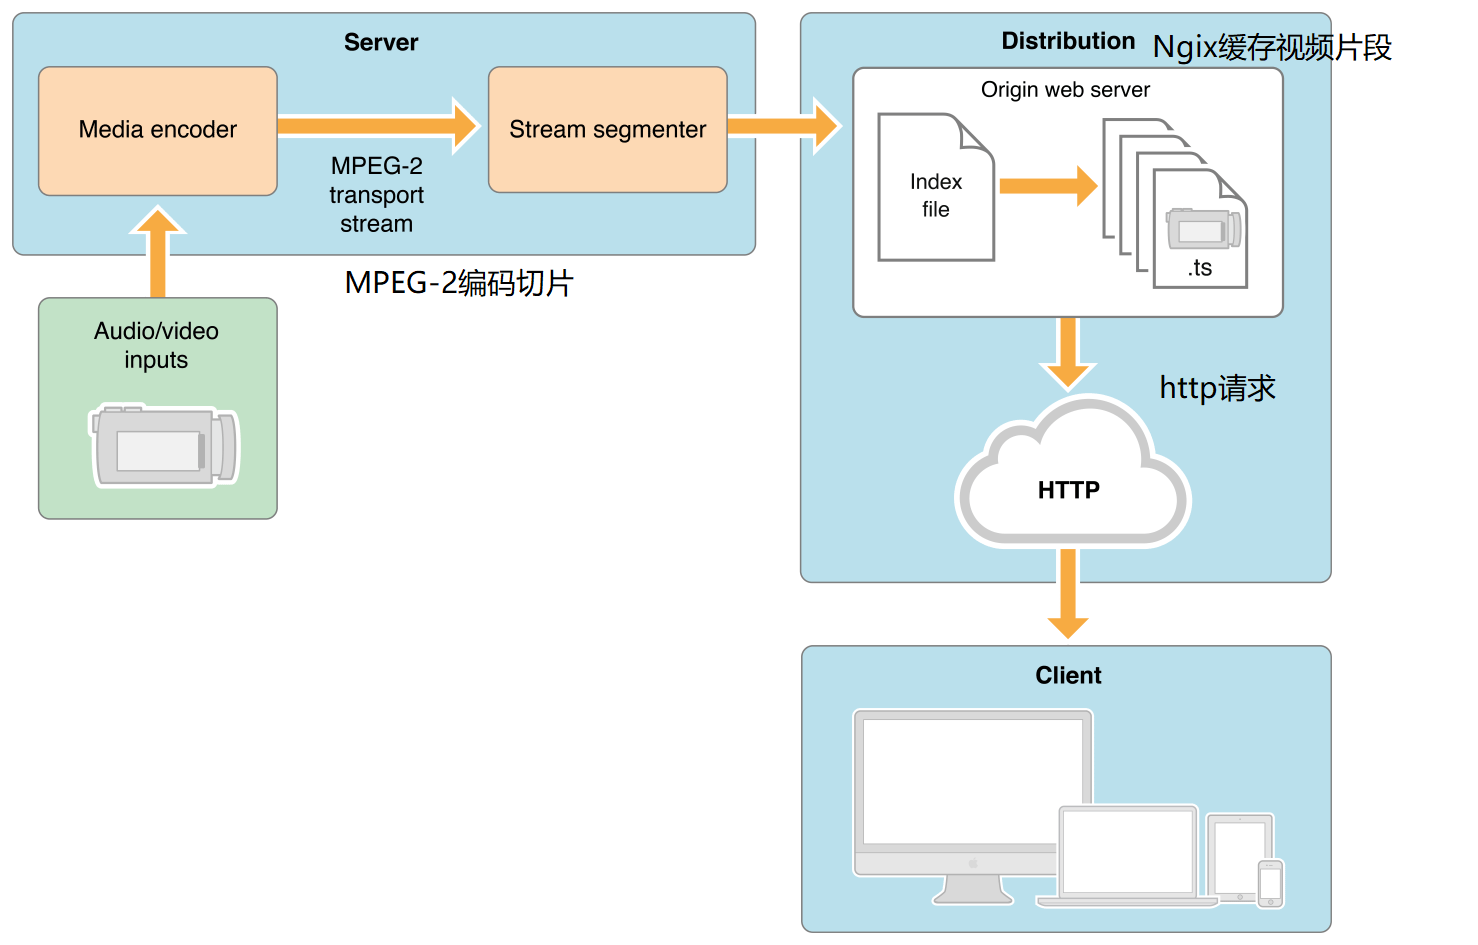 Server
Media encoder
MPEG-2
transport
stream
Stream segmenter
MPEG-2编码切片
Audio/video
inputs
Distribution
Ngix缓存视频片段
Origin web server
Index
file
.ts
http请求
HTTP
Client